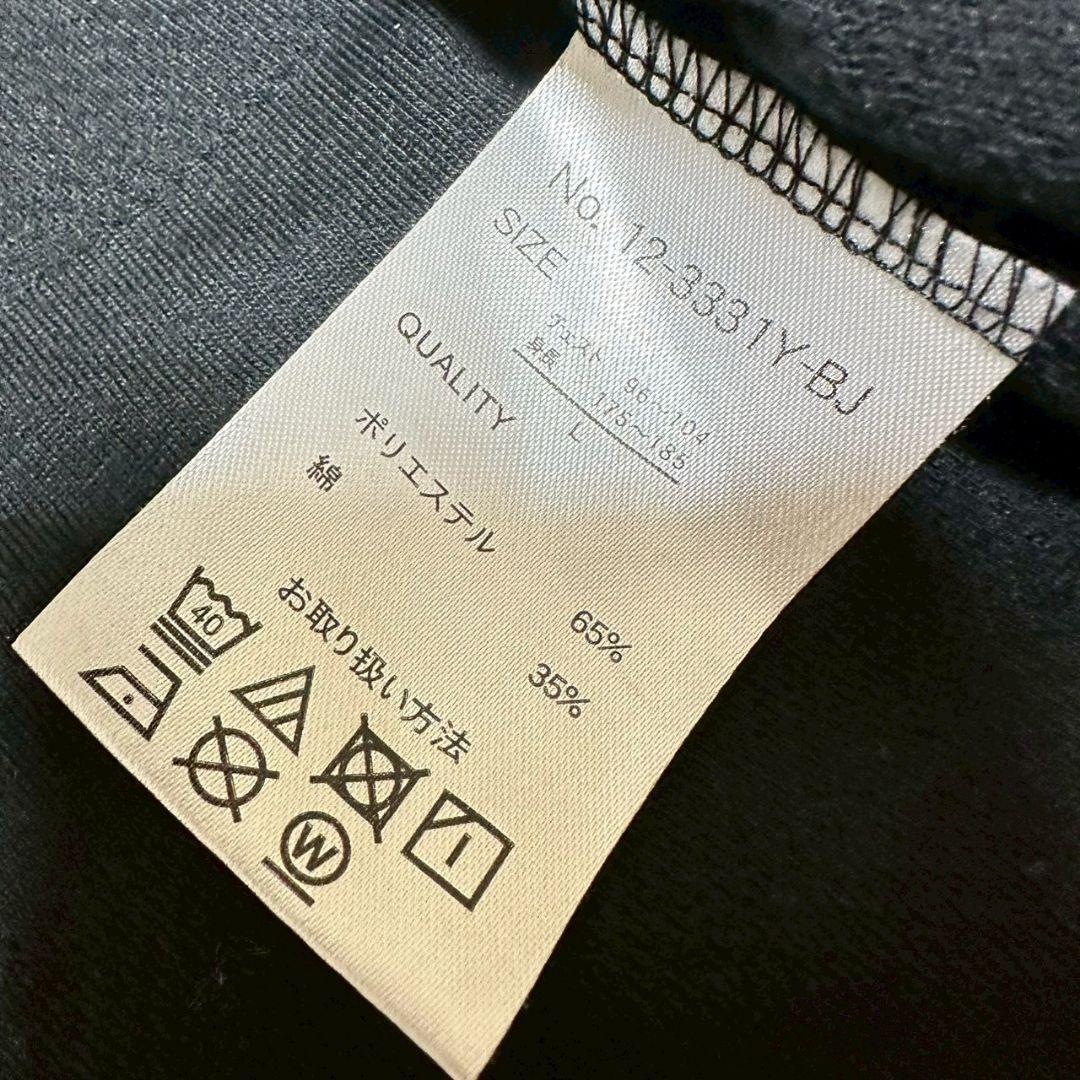 No. 12-3331Y-BJ
SIZE
チェスト 96〜104
身長 175〜185
L
QUALITY
ポリエステル 65%
綿 35%
お取り扱い方法
40
W